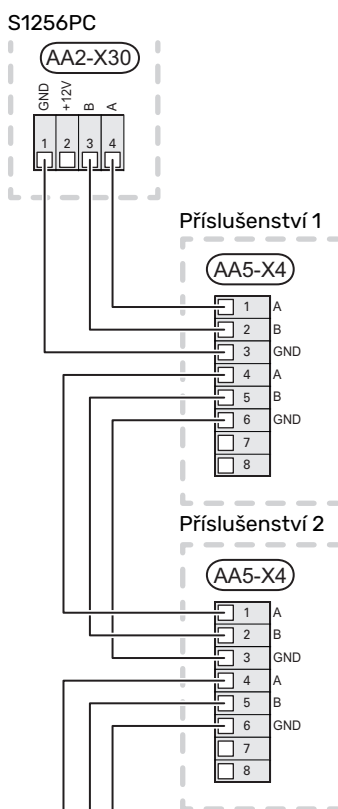 S1256PC
AA2-X30
GND +12V B A
1 2 3 4
Příslušenství 1
AA5-X4
1 A
2 B
3 GND
4 A
5 B
6 GND
7
8
Příslušenství 2
AA5-X4
1 A
2 B
3 GND
4 A
5 B
6 GND
7
8